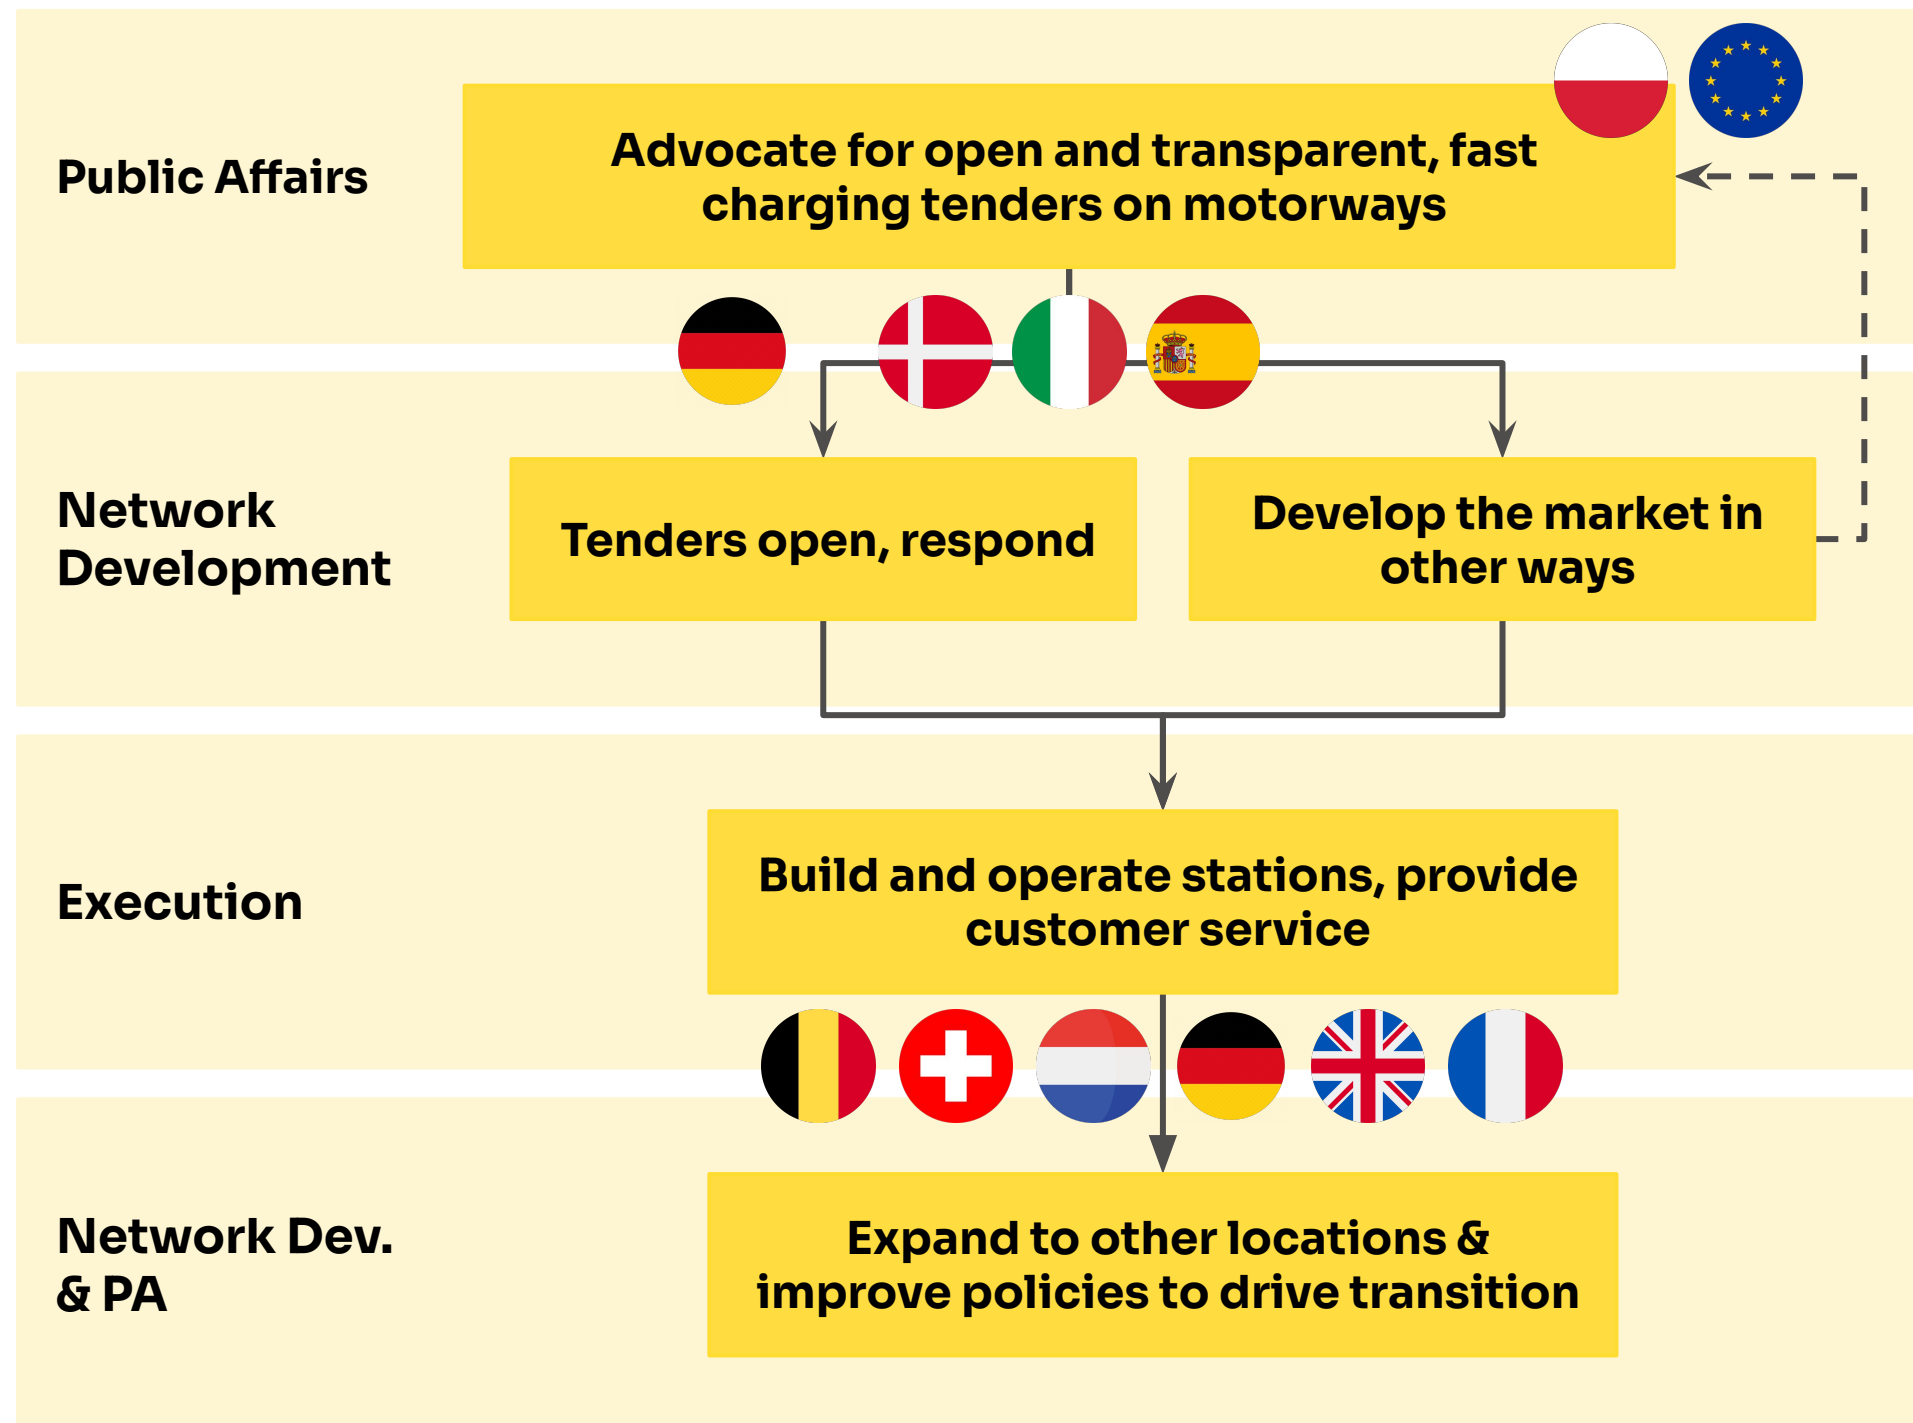 Public Affairs
Advocate for open and transparent, fast
charging tenders on motorways
Network
Development
Tenders open, respond
Develop the market in
other ways
Execution
Build and operate stations, provide
customer service
Network Dev.
& PA
Expand to other locations &
improve policies to drive transition